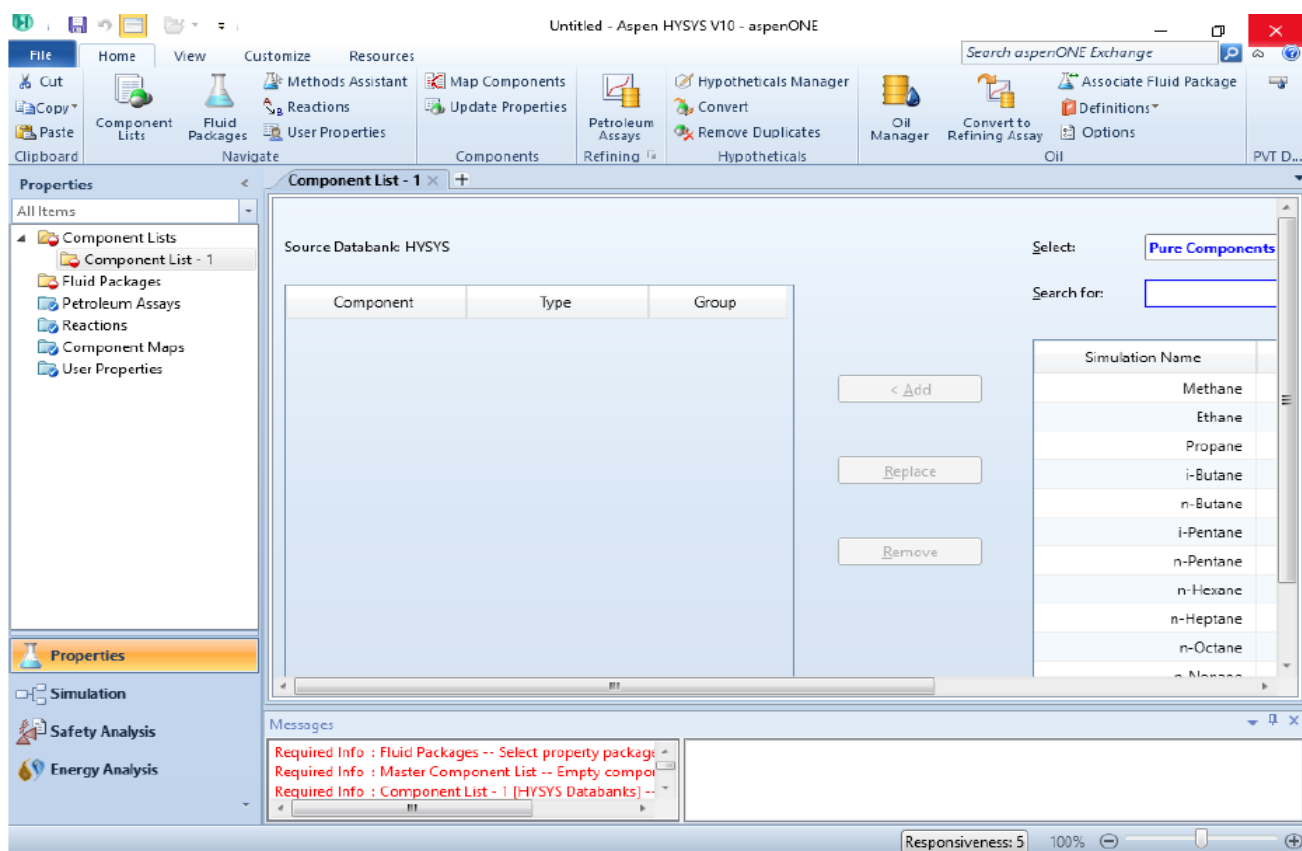 Untitled - Aspen HYSYS V10 - aspenONE
File Home View Customize Resources Search aspenONE Exchange
Cut Methods Assistant Map Components Hypotheticals Manager Associate Fluid Package
Copy Reactions Update Properties Convert Definitions
Paste Component Lists Fluid Packages User Properties Petroleum Assays Remove Duplicates Oil Manager Convert to Refining Assay Options
Clipboard Navigate Components Refining Hypotheticals Oil PVT D...
Properties < Component List - 1 × +
All Items
Component Lists
Component List - 1
Fluid Packages
Petroleum Assays
Reactions
Component Maps
User Properties
Source Databank: HYSYS Select: Pure Components
Search for:
Component Type Group
< Add
Replace
Remove
Simulation Name
Methane
Ethane
Propane
i-Butane
n-Butane
i-Pentane
n-Pentane
n-Hexane
n-Heptane
n-Octane
Properties
Simulation
Safety Analysis
Energy Analysis
Messages
Required Info : Fluid Packages -- Select property package
Required Info : Master Component List -- Empty compo
Required Info : Component List - 1 [HYSYS Databanks] --
Responsiveness: 5 100%